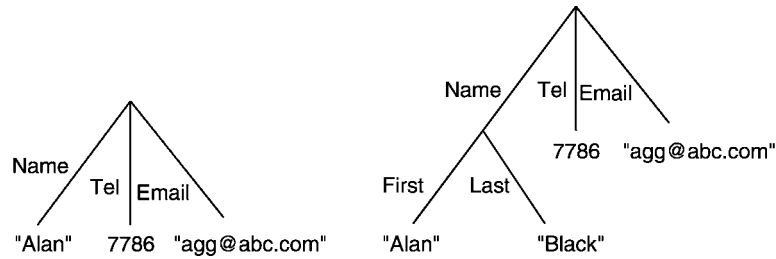 Name Tel Email
"Alan" 7786 "agg@abc.com"
Name Tel Email
7786 "agg@abc.com"
First Last
"Alan" "Black"